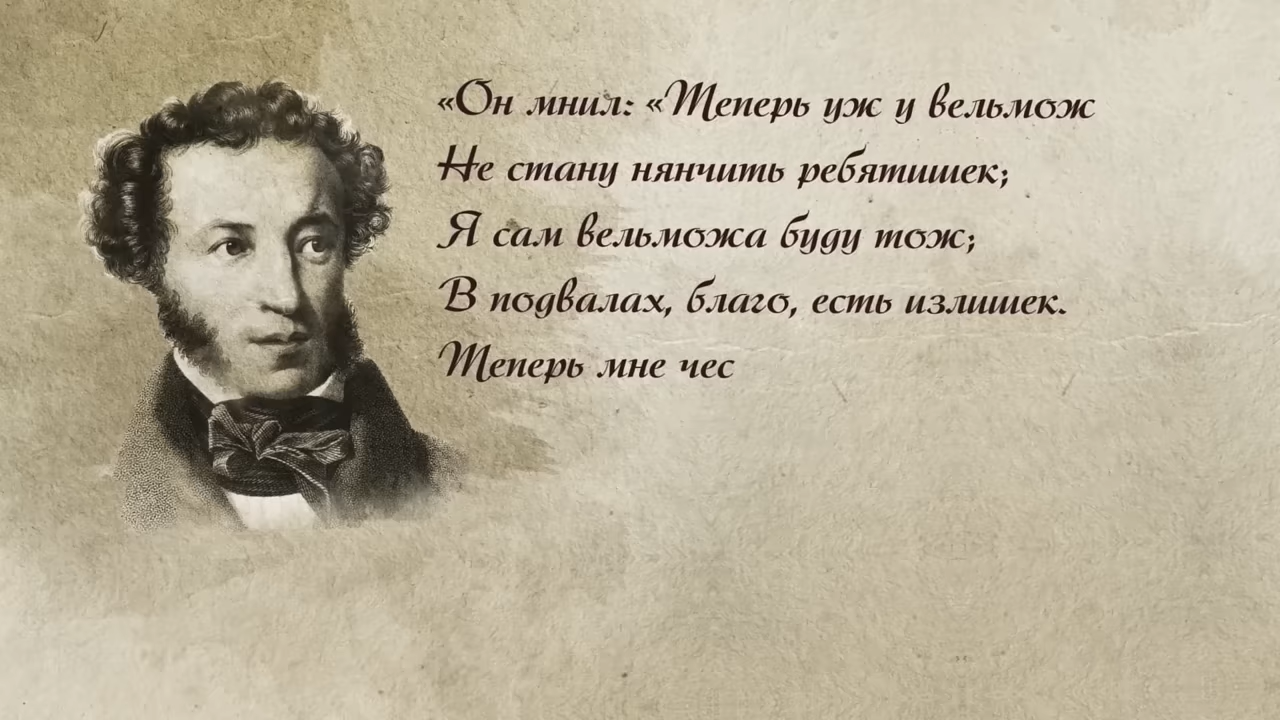 «Он мнил: «Теперь уж у вельмож
Не стану нянчить ребятишек;
Я сам вельможа буду тож;
В подвалах, благо, есть излишек.
Теперь мне чес